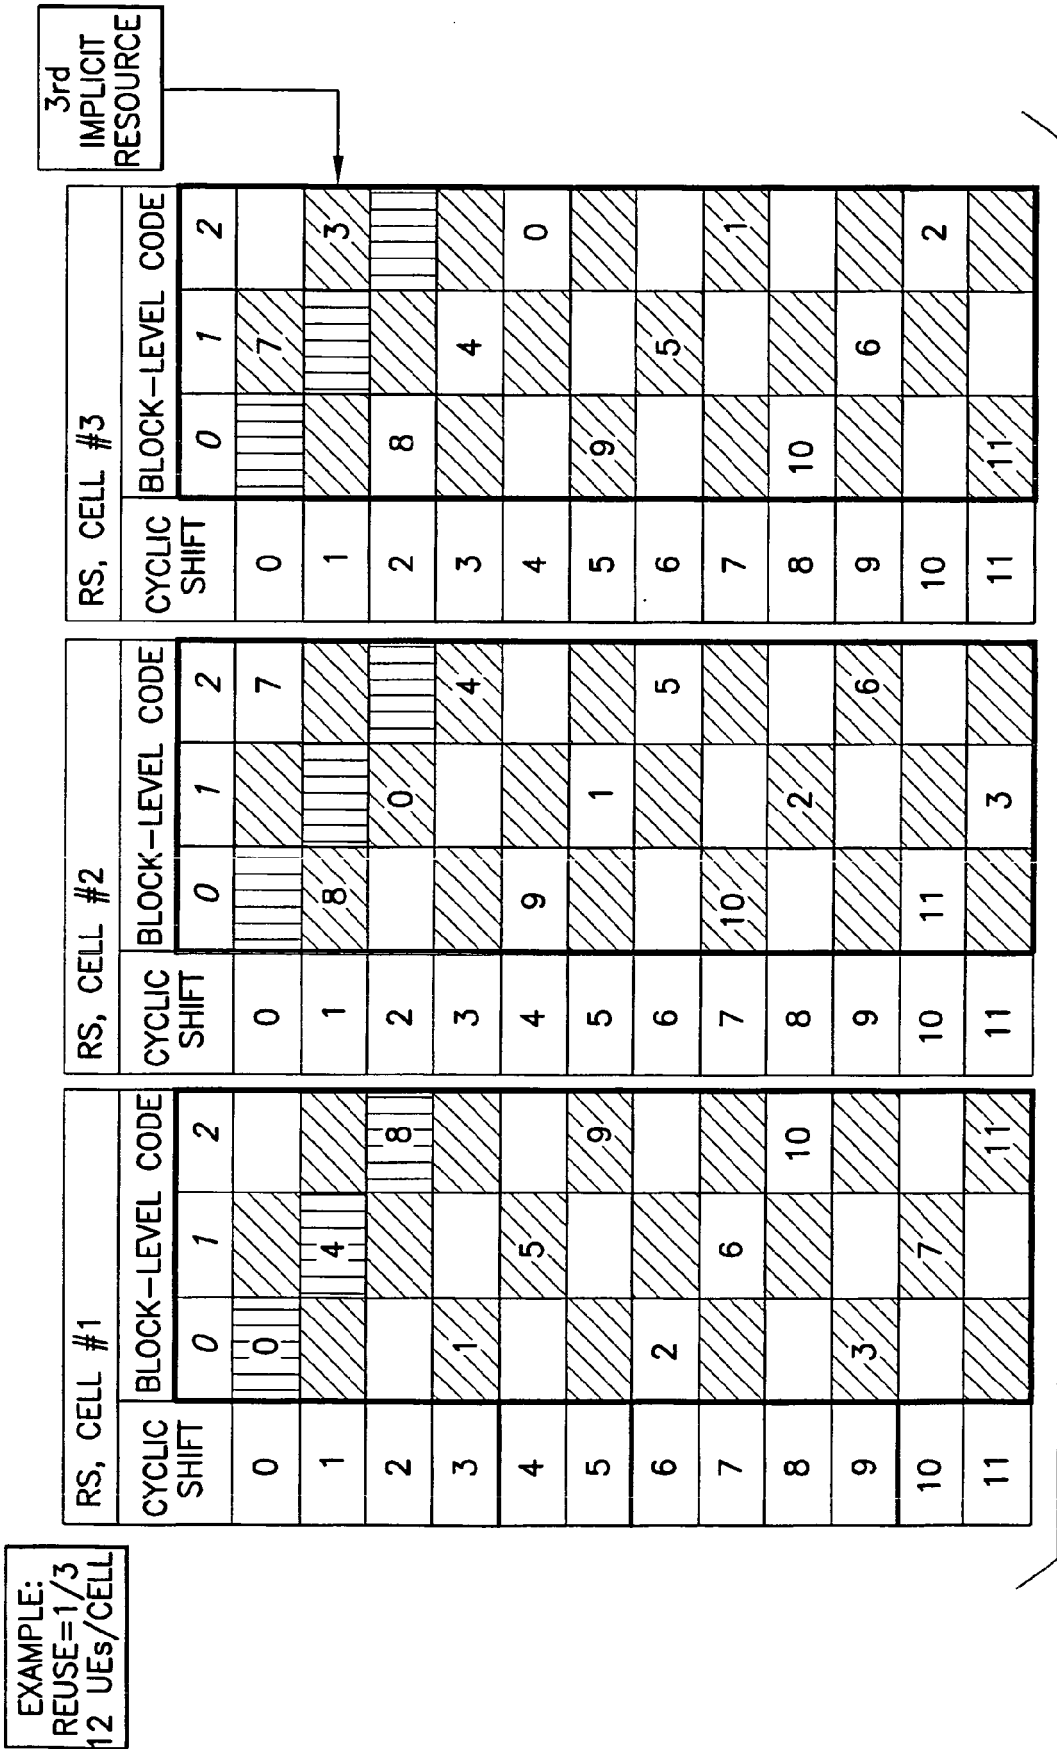 EXAMPLE:
REUSE=1/3
12 UEs/CELL
3rd
IMPLICIT
RESOURCE
RS, CELL #1
CYCLIC SHIFT
BLOCK-LEVEL CODE
0 1 2
0 0
1 4
2 8
3 1
4 5
5 9
6 2
7 6
8 10
9 3
10 7
11 11
RS, CELL #2
CYCLIC SHIFT
BLOCK-LEVEL CODE
0 1 2
0 7
1 8
2 0
3 4
4 9
5 1
6 5
7 10
8 2
9 6
10 11
11 3
RS, CELL #3
CYCLIC SHIFT
BLOCK-LEVEL CODE
0 1 2
0 7
1 3
2 8
3 4
4 0
5 9
6 5
7 1
8 10
9 6
10 2
11 11